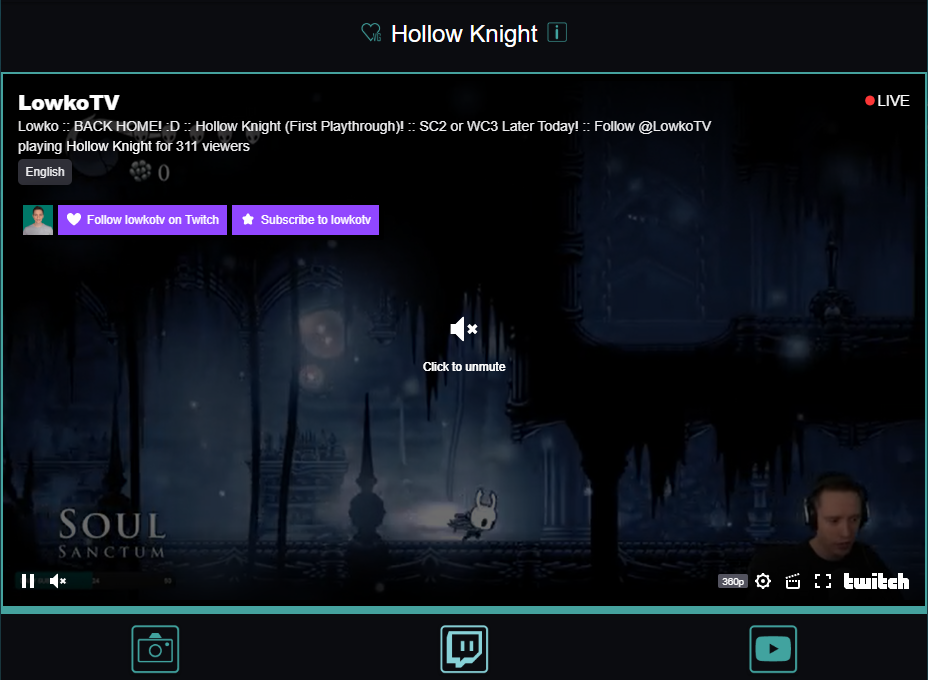 VG Hollow Knight i
LowkoTV
LIVE
Lowko :: BACK HOME! :D :: Hollow Knight (First Playthrough)! :: SC2 or WC3 Later Today! :: Follow @LowkoTV
playing Hollow Knight for 311 viewers
English
0
Follow lowkotv on Twitch
Subscribe to lowkotv
Click to unmute
SOUL
SANCTUM
360p
twitch